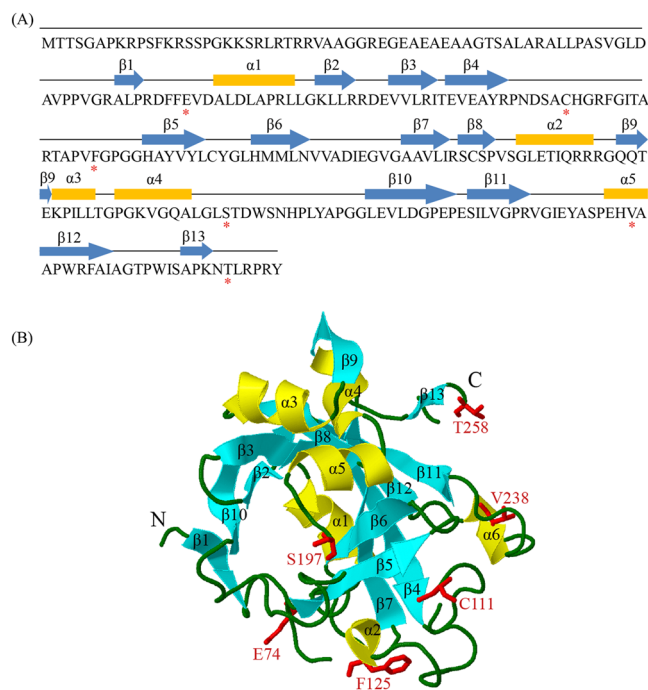 (A)
MTTSGAPKRPSFKRSSPGKKSRLRTRRVAAGGREGEAEAEAAGTSALARALLPASVGLD
β1 α1 β2 β3 β4
AVPPVGRALPRDFFEVDALDLAPRLLGKLLRRDEVVLRITEVEAYRPNDSACHGRFGITA
* *
β5 β6 β7 β8 α2 β9
RTAPVFGPGGHAYVYLCYGLHMMLNVVADIEGVGAAVLIRSCSPVSGLETIQRRRGQQT
*
β9 α3 α4 β10 β11 α5
EKPILLTGPGKVGQALGLSTDWSNHPLYAPGGLEVLDGPEPESILVGPRVGIEYASPEHVA
* *
β12 β13
APWRFAIAGTPWISAPKNTLRPRY
*
(B)
β9
C
α4
β13
α3
T258
β8
β3
β11
α5
β2
β12
V238
β10
N
α1
β6
α6
β1
S197
β5
β4
C111
β7
α2
E74
F125